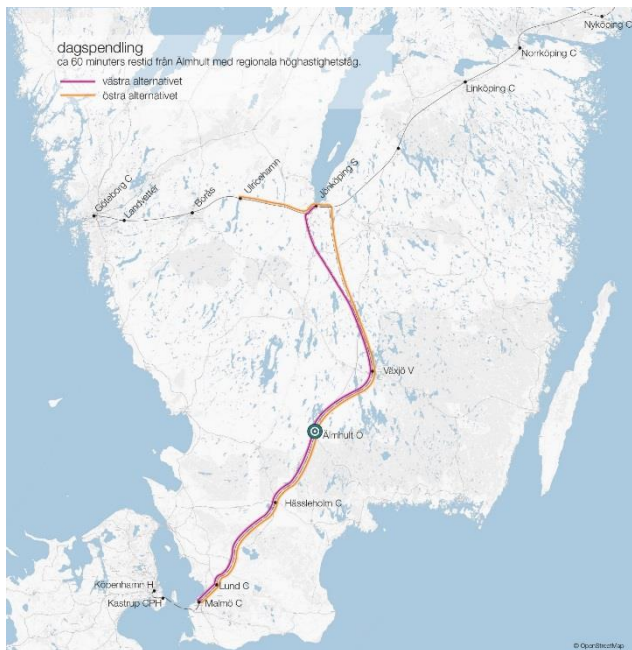 Nyköping C
dagspendling
ca 60 minuters restid från Älmhult med regionala höghastighetståg.
västra alternativet
östra alternativet
Norrköping C
Linköping C
Göteborg C
Landvetter
Borås
Ulricehamn
Jönköping S
Växjö V
Älmhult O
Hässleholm C
Köbenhamn H
Lund C
Kastrup CPH
Malmö C
© OpenStreetMap